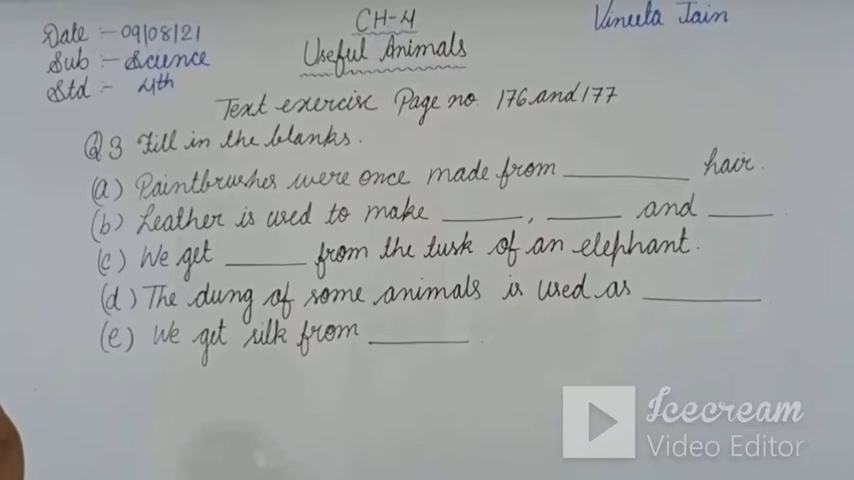 Date :- 09/08/21
Sub :- Science
Std :- 4th
CH-4
Useful Animals
Vineeta Jain
Text exercise Page no. 176 and 177
Q 3 Fill in the blanks.
(a) Paintbrushes were once made from ________ hair.
(b) Leather is used to make ______, ______ and ______.
(c) We get ______ from the tusk of an elephant.
(d) The dung of some animals is used as ________
(e) We get silk from ________.
Icecream
Video Editor